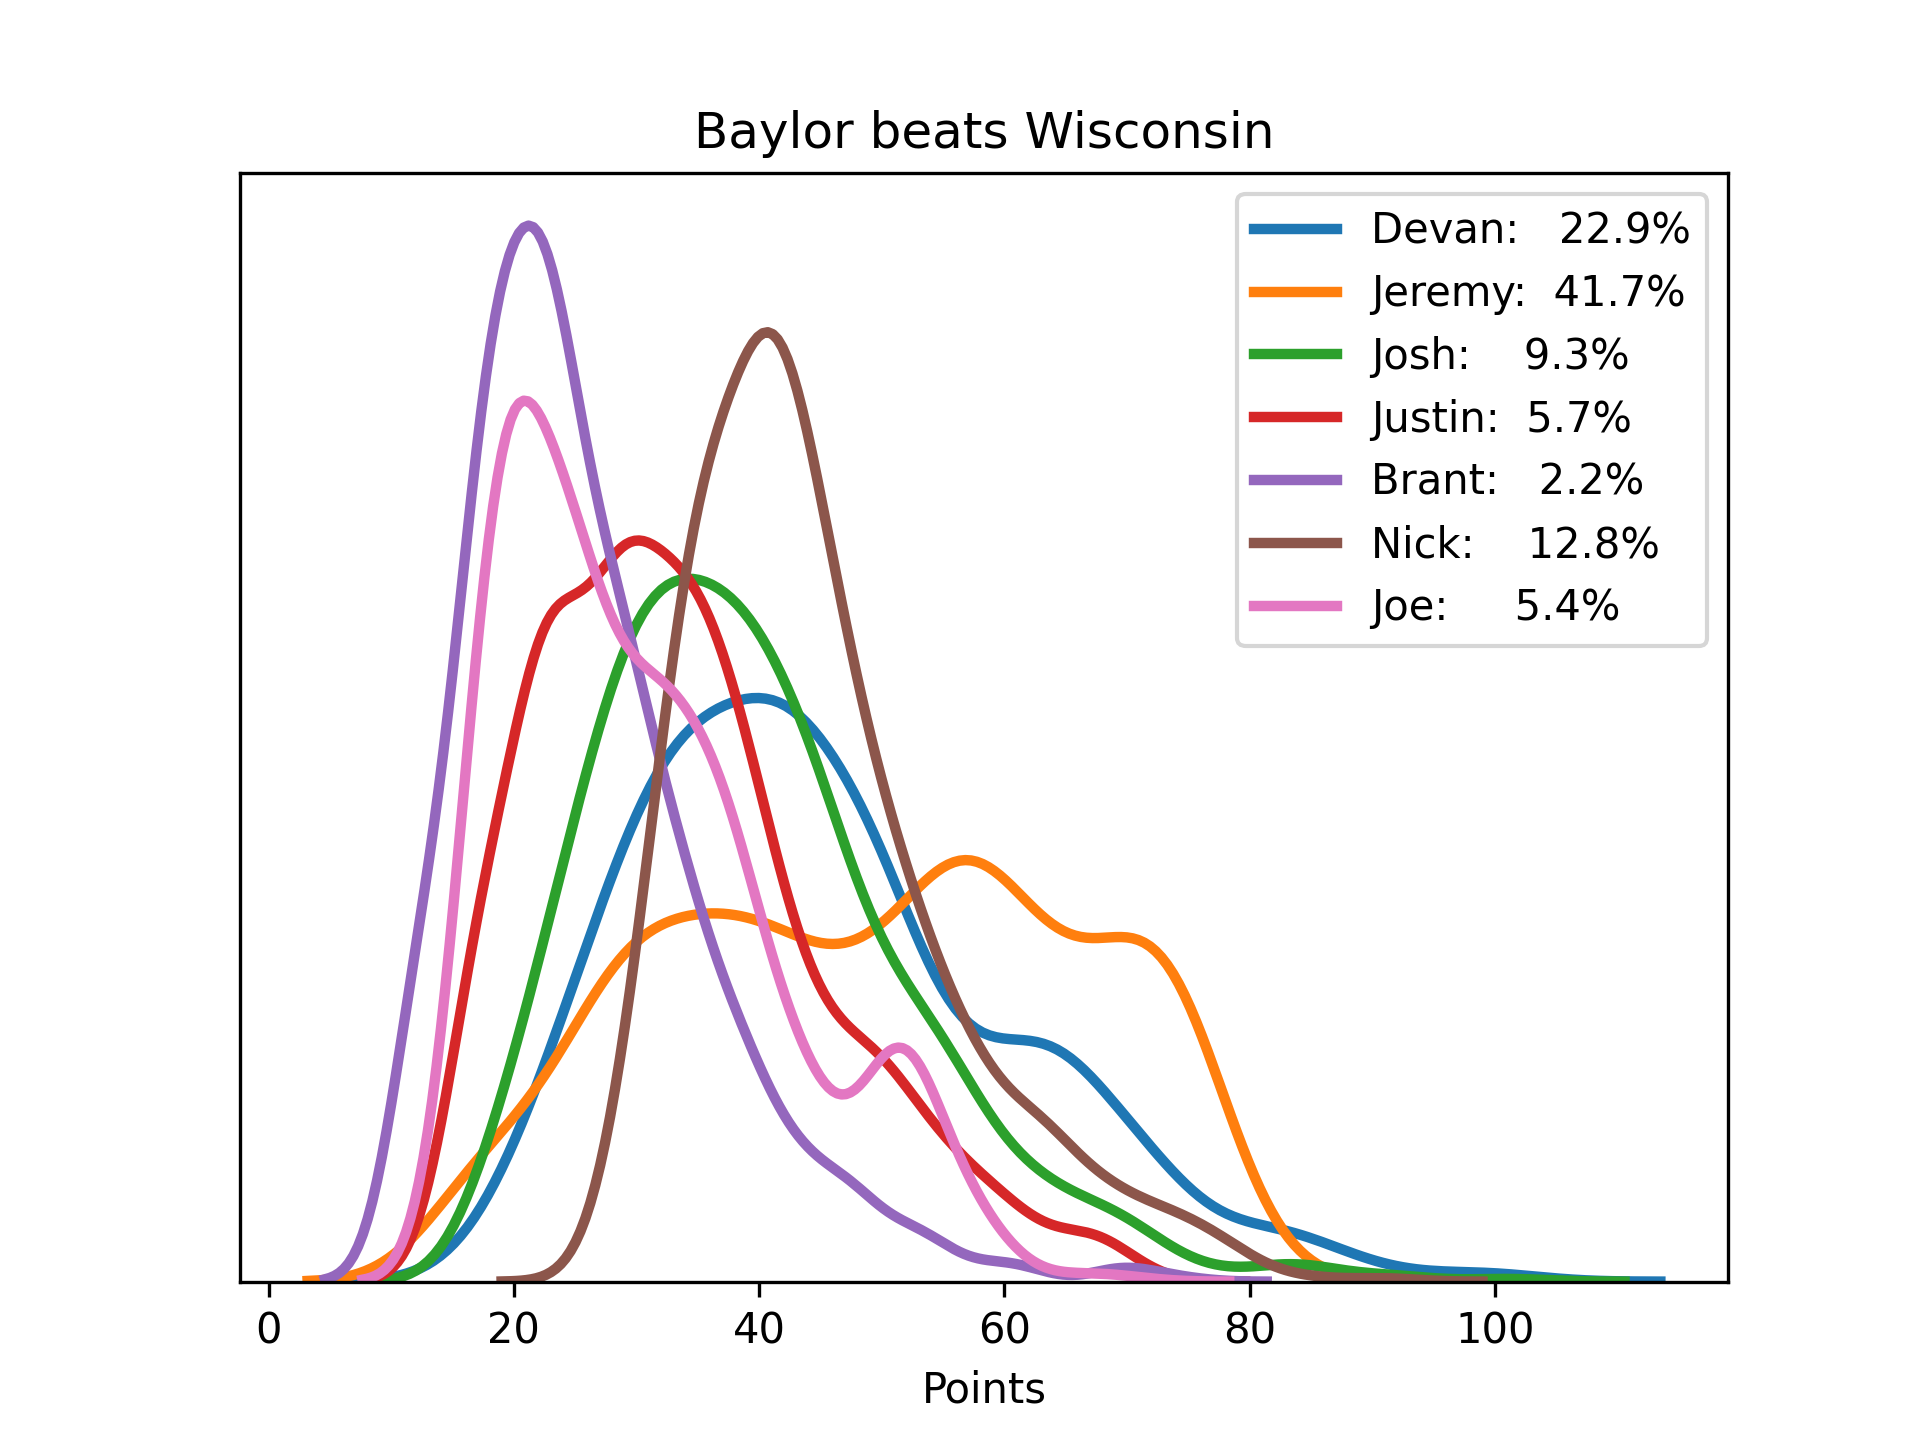 Baylor beats Wisconsin
Devan: 22.9%
Jeremy: 41.7%
Josh: 9.3%
Justin: 5.7%
Brant: 2.2%
Nick: 12.8%
Joe: 5.4%
0 20 40 60 80 100
Points